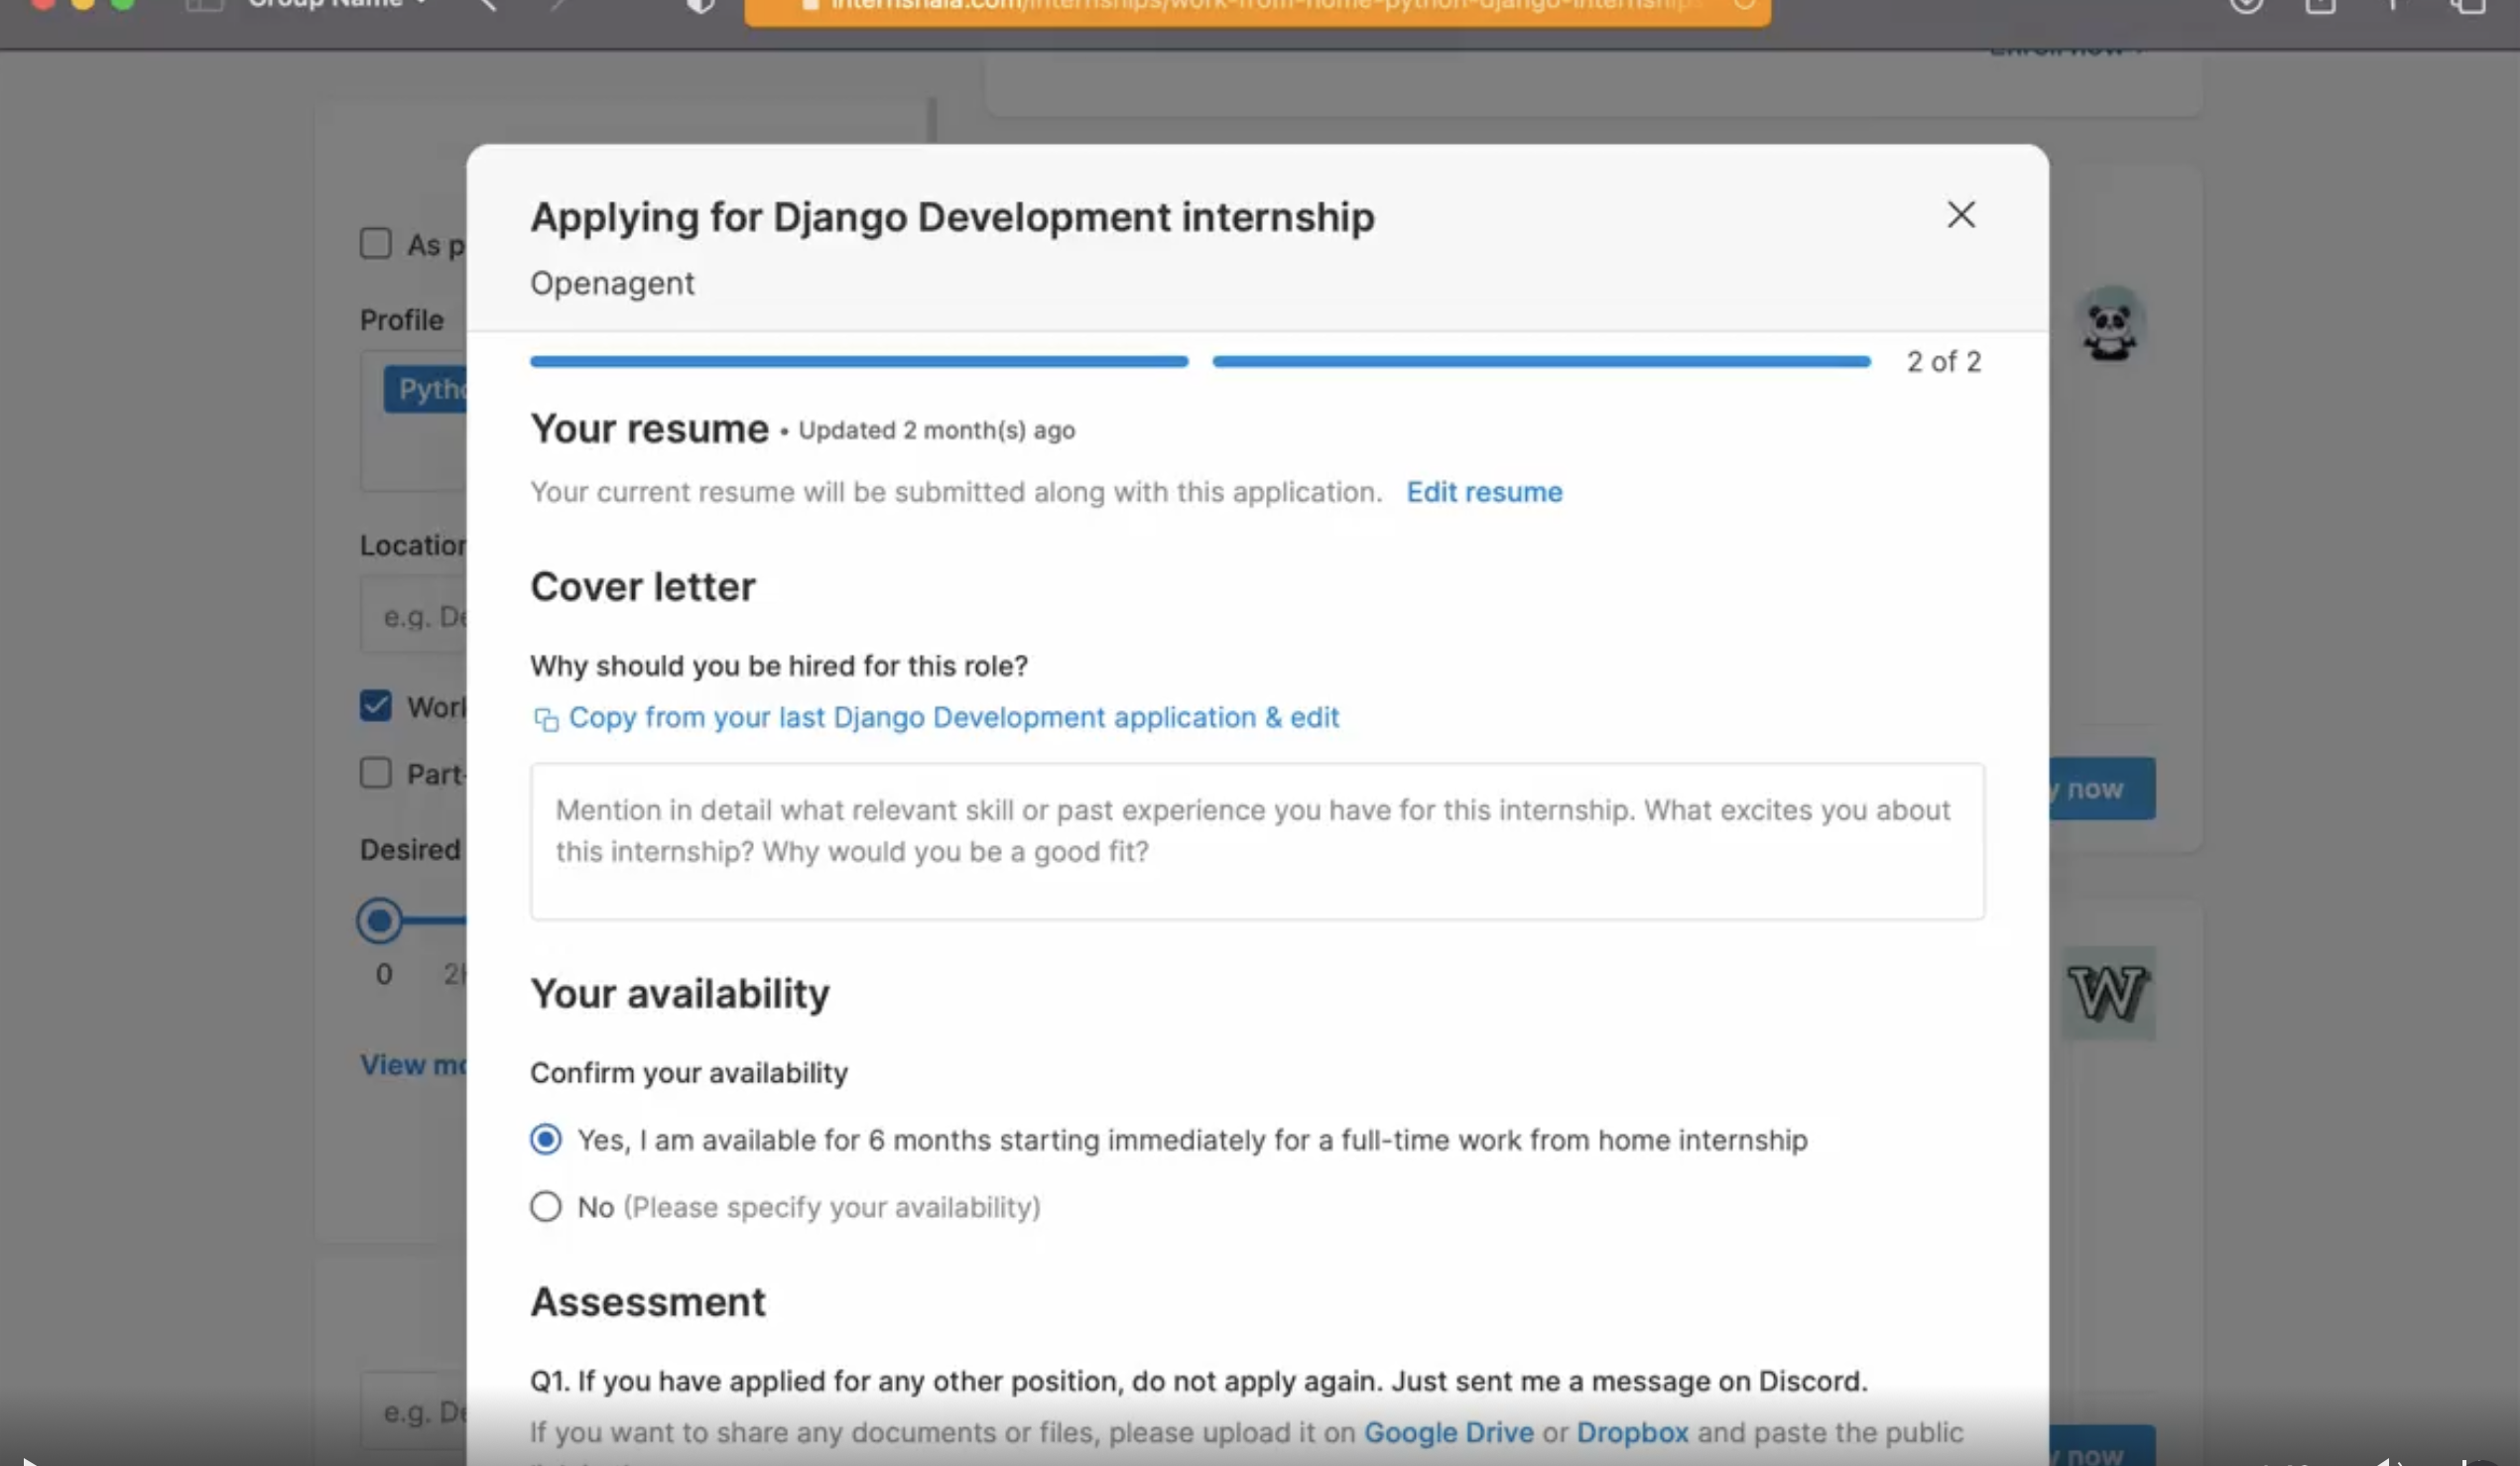 Group Name
internshala.com/internships/work-from-home-python-django-internship
Enroll now
Applying for Django Development internship
Openagent
2 of 2
Your resume • Updated 2 month(s) ago
Your current resume will be submitted along with this application. Edit resume
Cover letter
Why should you be hired for this role?
Copy from your last Django Development application & edit
Mention in detail what relevant skill or past experience you have for this internship. What excites you about
this internship? Why would you be a good fit?
Your availability
Confirm your availability
Yes, I am available for 6 months starting immediately for a full-time work from home internship
No (Please specify your availability)
Assessment
Q1. If you have applied for any other position, do not apply again. Just sent me a message on Discord.
If you want to share any documents or files, please upload it on Google Drive or Dropbox and paste the public
As p
Profile
Pytho
Location
e.g. De
Work
Part-
Desired
0
View mo
e.g. De
now
W
now